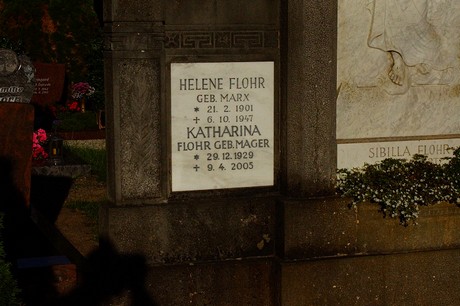 HELENE FLOHR
GEB. MARX
* 21. 2. 1901
✝ 6. 10. 1947
KATHARINA
FLOHR GEB. MAGER
* 29. 12. 1929
✝ 9. 4. 2005
SIBILLA FLOHR